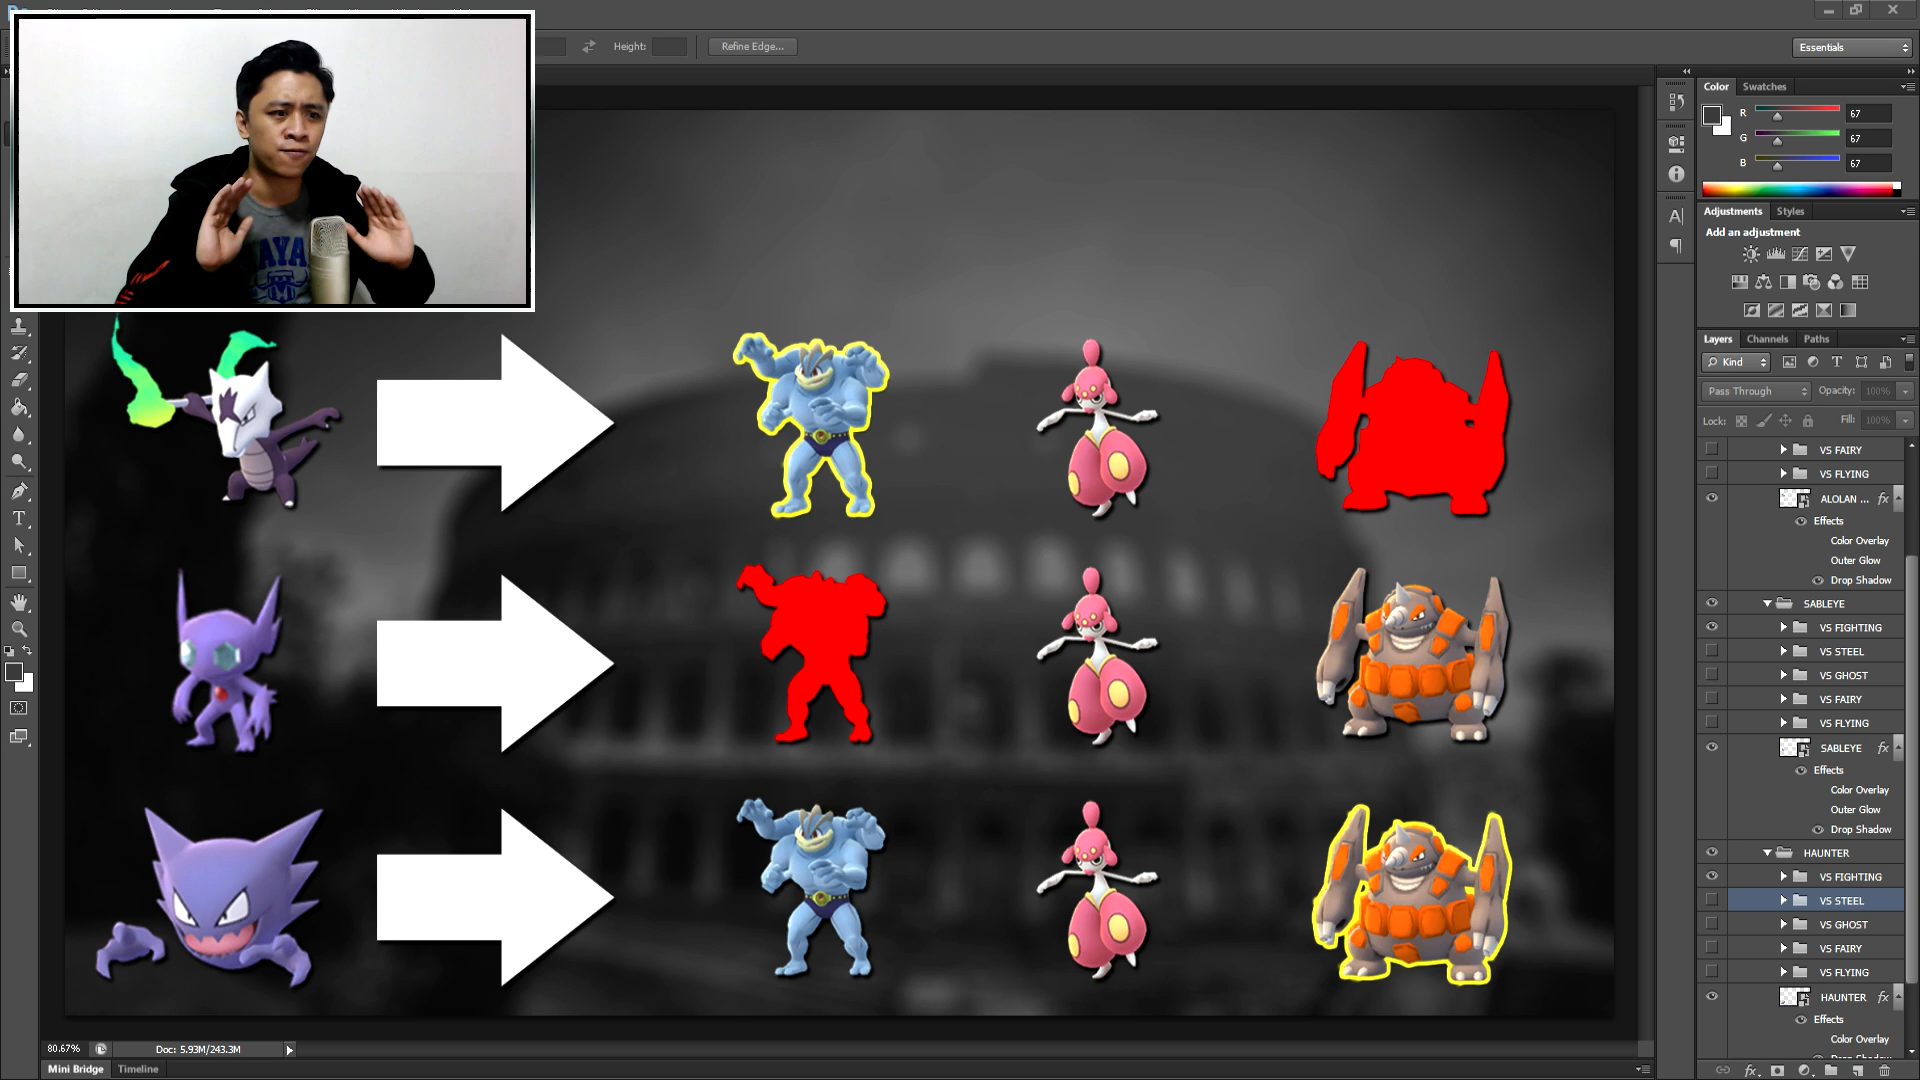 Height:
Refine Edge...
Essentials
Color
Swatches
R
67
G
67
B
67
Adjustments
Styles
Add an adjustment
Layers
Channels
Paths
Kind
T
Pass Through
Opacity:
100%
Lock:
Fill:
100%
VS FAIRY
VS FLYING
ALOLAN ...
fx
Effects
Color Overlay
Outer Glow
Drop Shadow
SABLEYE
VS FIGHTING
VS STEEL
VS GHOST
VS FAIRY
VS FLYING
SABLEYE
fx
Effects
Color Overlay
Outer Glow
Drop Shadow
HAUNTER
VS FIGHTING
VS STEEL
VS GHOST
VS FAIRY
VS FLYING
HAUNTER
fx
Effects
Color Overlay
80.67%
Doc: 5.93M/243.3M
Mini Bridge
Timeline